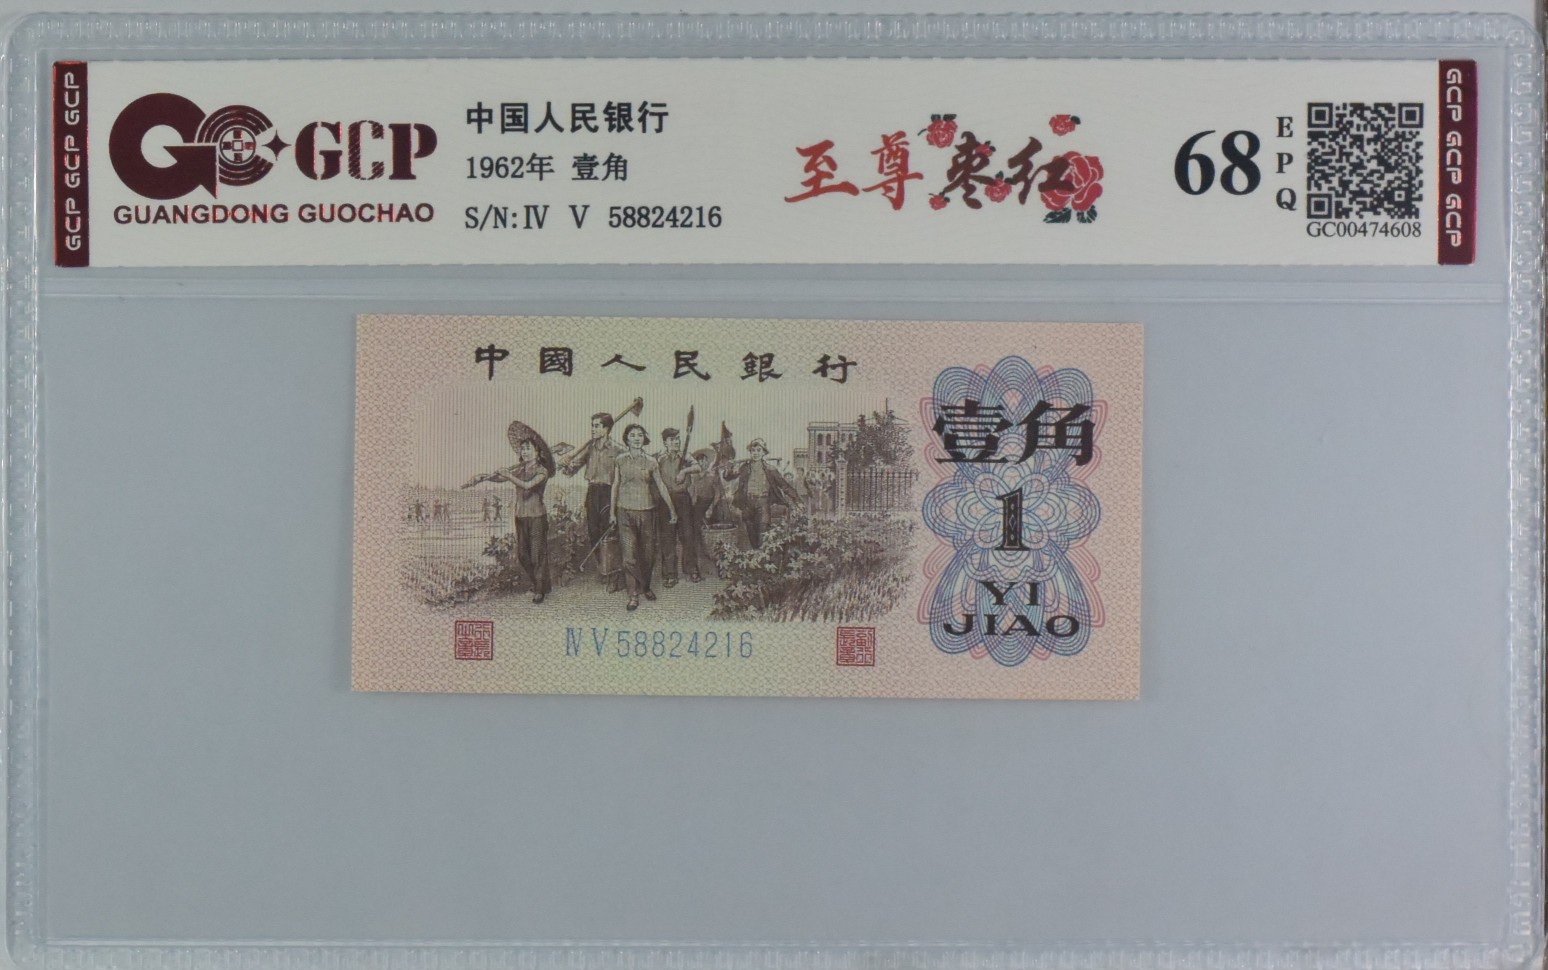 GCP GCP GCP
GCP
GUANGDONG GUOCHAO
中国人民银行
1962年 壹角
S/N:Ⅳ Ⅴ 58824216
至尊枣红
68
EPQ
GC00474608
GCP GCP GCP
中國人民銀行
壹角
1
YI
JIAO
ⅣⅤ58824216